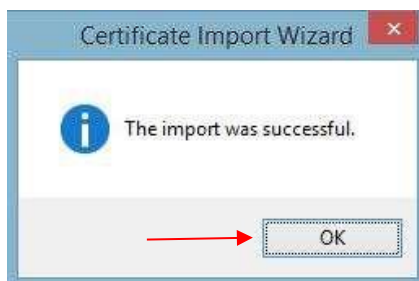 Certificate Import Wizard
The import was successful.
OK